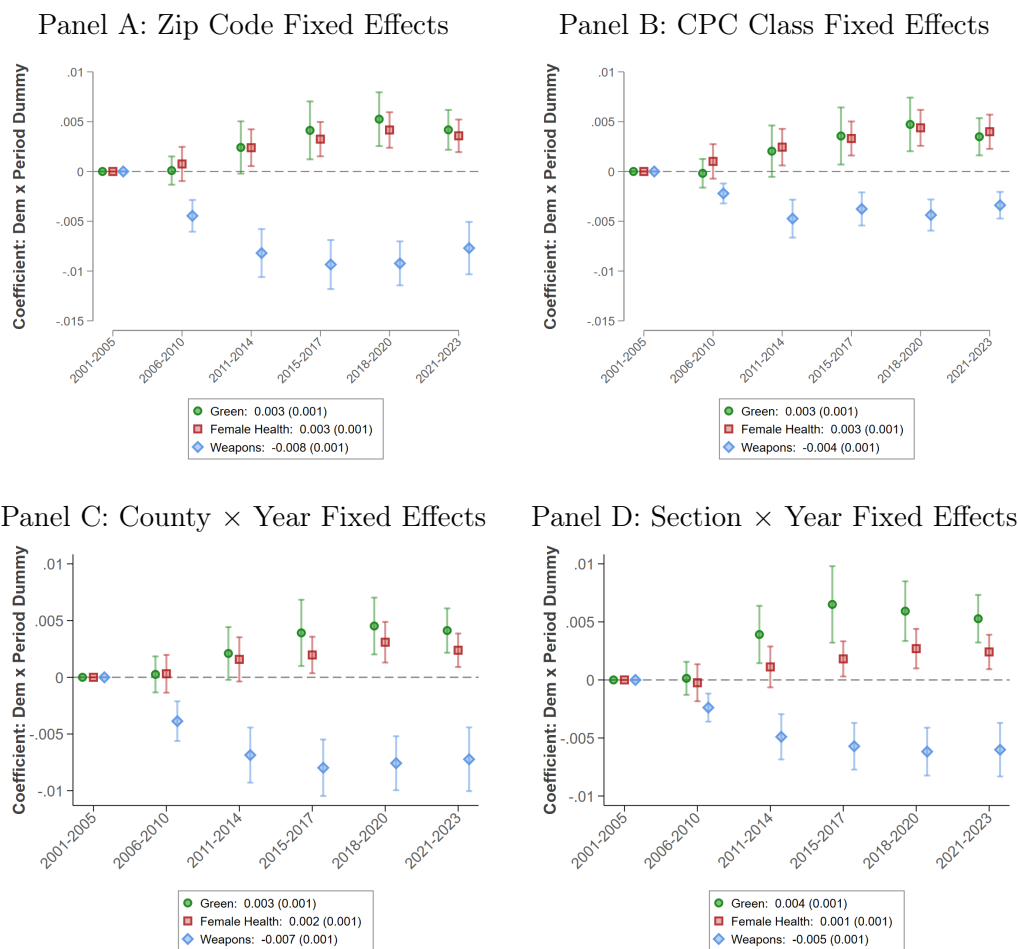 Panel A: Zip Code Fixed Effects
Coefficient: Dem x Period Dummy
.01
.005
0
-.005
-.01
-.015
2001-2005
2006-2010
2011-2014
2015-2017
2018-2020
2021-2023
Green: 0.003 (0.001)
Female Health: 0.003 (0.001)
Weapons: -0.008 (0.001)
Panel B: CPC Class Fixed Effects
Coefficient: Dem x Period Dummy
.01
.005
0
-.005
-.01
-.015
2001-2005
2006-2010
2011-2014
2015-2017
2018-2020
2021-2023
Green: 0.003 (0.001)
Female Health: 0.003 (0.001)
Weapons: -0.004 (0.001)
Panel C: County × Year Fixed Effects
Coefficient: Dem x Period Dummy
.01
.005
0
-.005
-.01
2001-2005
2006-2010
2011-2014
2015-2017
2018-2020
2021-2023
Green: 0.003 (0.001)
Female Health: 0.002 (0.001)
Weapons: -0.007 (0.001)
Panel D: Section × Year Fixed Effects
Coefficient: Dem x Period Dummy
.01
.005
0
-.005
-.01
2001-2005
2006-2010
2011-2014
2015-2017
2018-2020
2021-2023
Green: 0.004 (0.001)
Female Health: 0.001 (0.001)
Weapons: -0.005 (0.001)